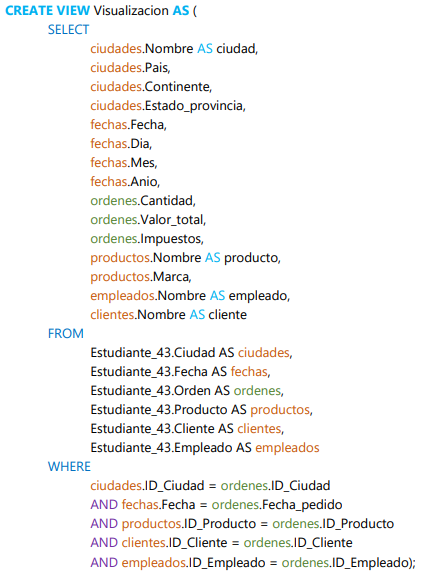 CREATE VIEW Visualizacion AS (
SELECT
ciudades.Nombre AS ciudad,
ciudades.Pais,
ciudades.Continente,
ciudades.Estado_provincia,
fechas.Fecha,
fechas.Dia,
fechas.Mes,
fechas.Anio,
ordenes.Cantidad,
ordenes.Valor_total,
ordenes.Impuestos,
productos.Nombre AS producto,
productos.Marca,
empleados.Nombre AS empleado,
clientes.Nombre AS cliente
FROM
Estudiante_43.Ciudad AS ciudades,
Estudiante_43.Fecha AS fechas,
Estudiante_43.Orden AS ordenes,
Estudiante_43.Producto AS productos,
Estudiante_43.Cliente AS clientes,
Estudiante_43.Empleado AS empleados
WHERE
ciudades.ID_Ciudad = ordenes.ID_Ciudad
AND fechas.Fecha = ordenes.Fecha_pedido
AND productos.ID_Producto = ordenes.ID_Producto
AND clientes.ID_Cliente = ordenes.ID_Cliente
AND empleados.ID_Empleado = ordenes.ID_Empleado);